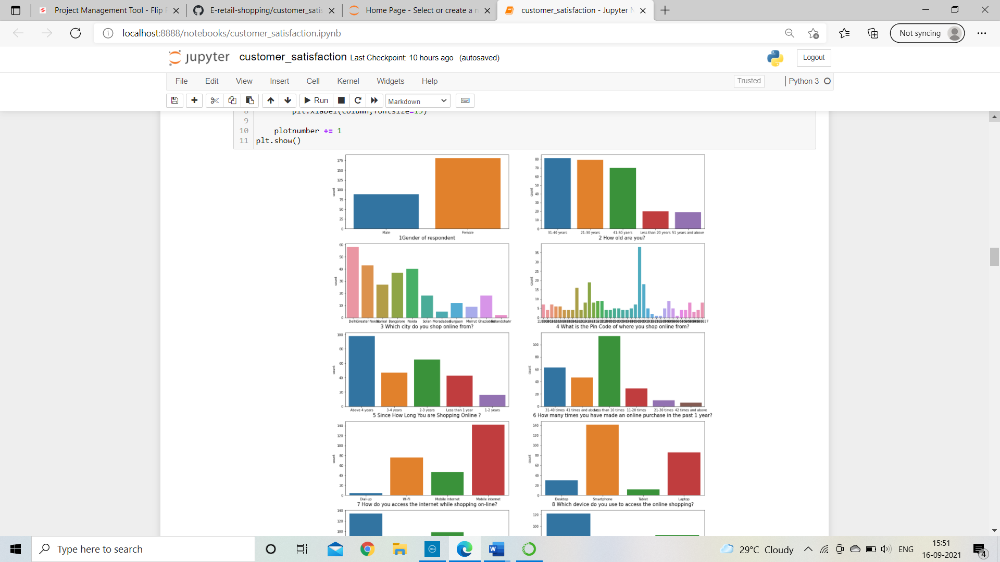 Project Management Tool - Flip
E-retail-shopping/customer_satis
Home Page - Select or create a n
customer_satisfaction - Jupyter N
localhost:8888/notebooks/customer_satisfaction.ipynb
Not syncing
jupyter customer_satisfaction Last Checkpoint: 10 hours ago (autosaved)
Logout
File Edit View Insert Cell Kernel Widgets Help
Trusted
Python 3
Run
Markdown
8 plt.xlabel(column,fontsize=15)
9
10 plotnumber += 1
11 plt.show()
175
150
125
100
75
50
25
0
count
Male Female
1Gender of respondent
80
70
60
50
40
30
20
10
0
count
31-40 years 21-30 years 41-50 yaers Less than 20 years 51 years and above
2 How old are you?
60
50
40
30
20
10
0
count
Delhi Greater Noida Karnal Bangalore Noida Solan Moradabad Gurgaon Merrut Ghaziabad Bulandshahr
3 Which city do you shop online from?
35
30
25
20
15
10
5
0
count
4 What is the Pin Code of where you shop online from?
100
80
60
40
20
0
count
Above 4 years 3-4 years 2-3 years Less than 1 year 1-2 years
5 Since How Long You are Shopping Online ?
100
80
60
40
20
0
count
31-40 times 41 times and above Less than 10 times 11-20 times 21-30 times 42 times and above
6 How many times you have made an online purchase in the past 1 year?
140
120
100
80
60
40
20
0
count
Dial-up Wi-Fi Mobile Internet Mobile internet
7 How do you access the internet while shopping on-line?
140
120
100
80
60
40
20
0
count
Desktop Smartphone Tablet Laptop
8 Which device do you use to access the online shopping?
140
120
100
120
100
Type here to search
DELL
W
29°C Cloudy
ENG
15:51
16-09-2021
4